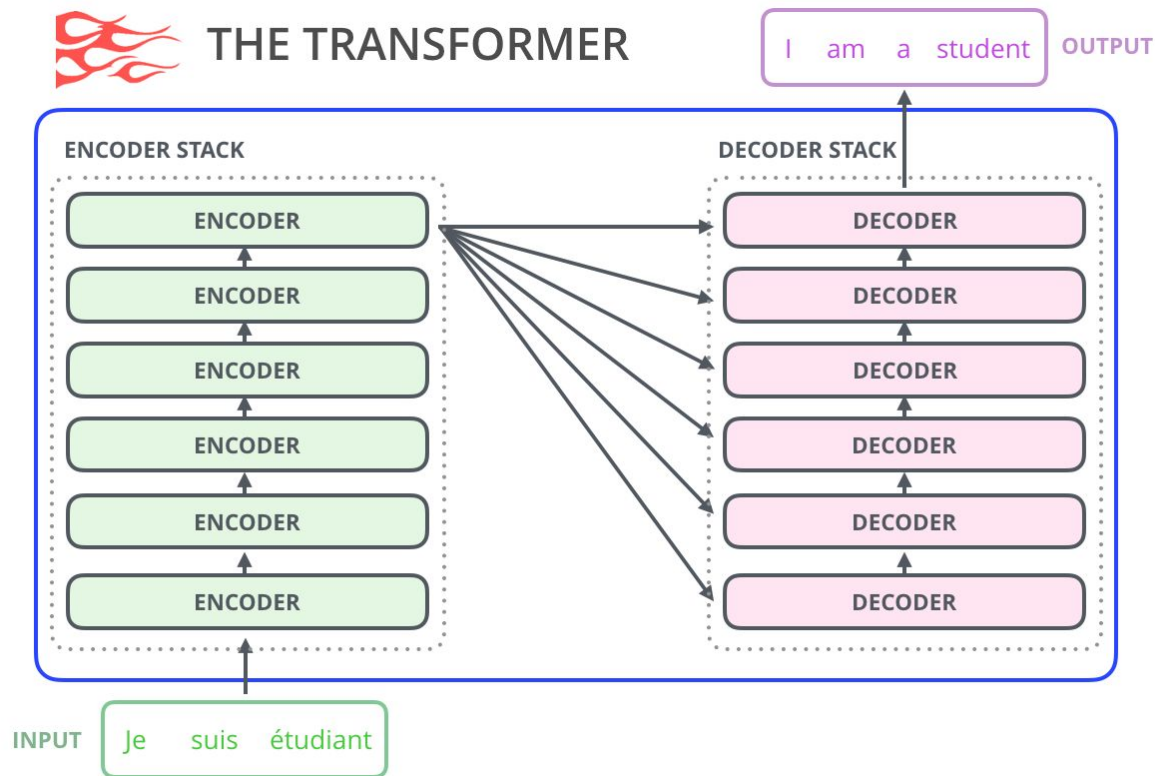 THE TRANSFORMER
I am a student
OUTPUT
ENCODER STACK
DECODER STACK
ENCODER
DECODER
ENCODER
DECODER
ENCODER
DECODER
ENCODER
DECODER
ENCODER
DECODER
ENCODER
DECODER
INPUT
Je suis étudiant